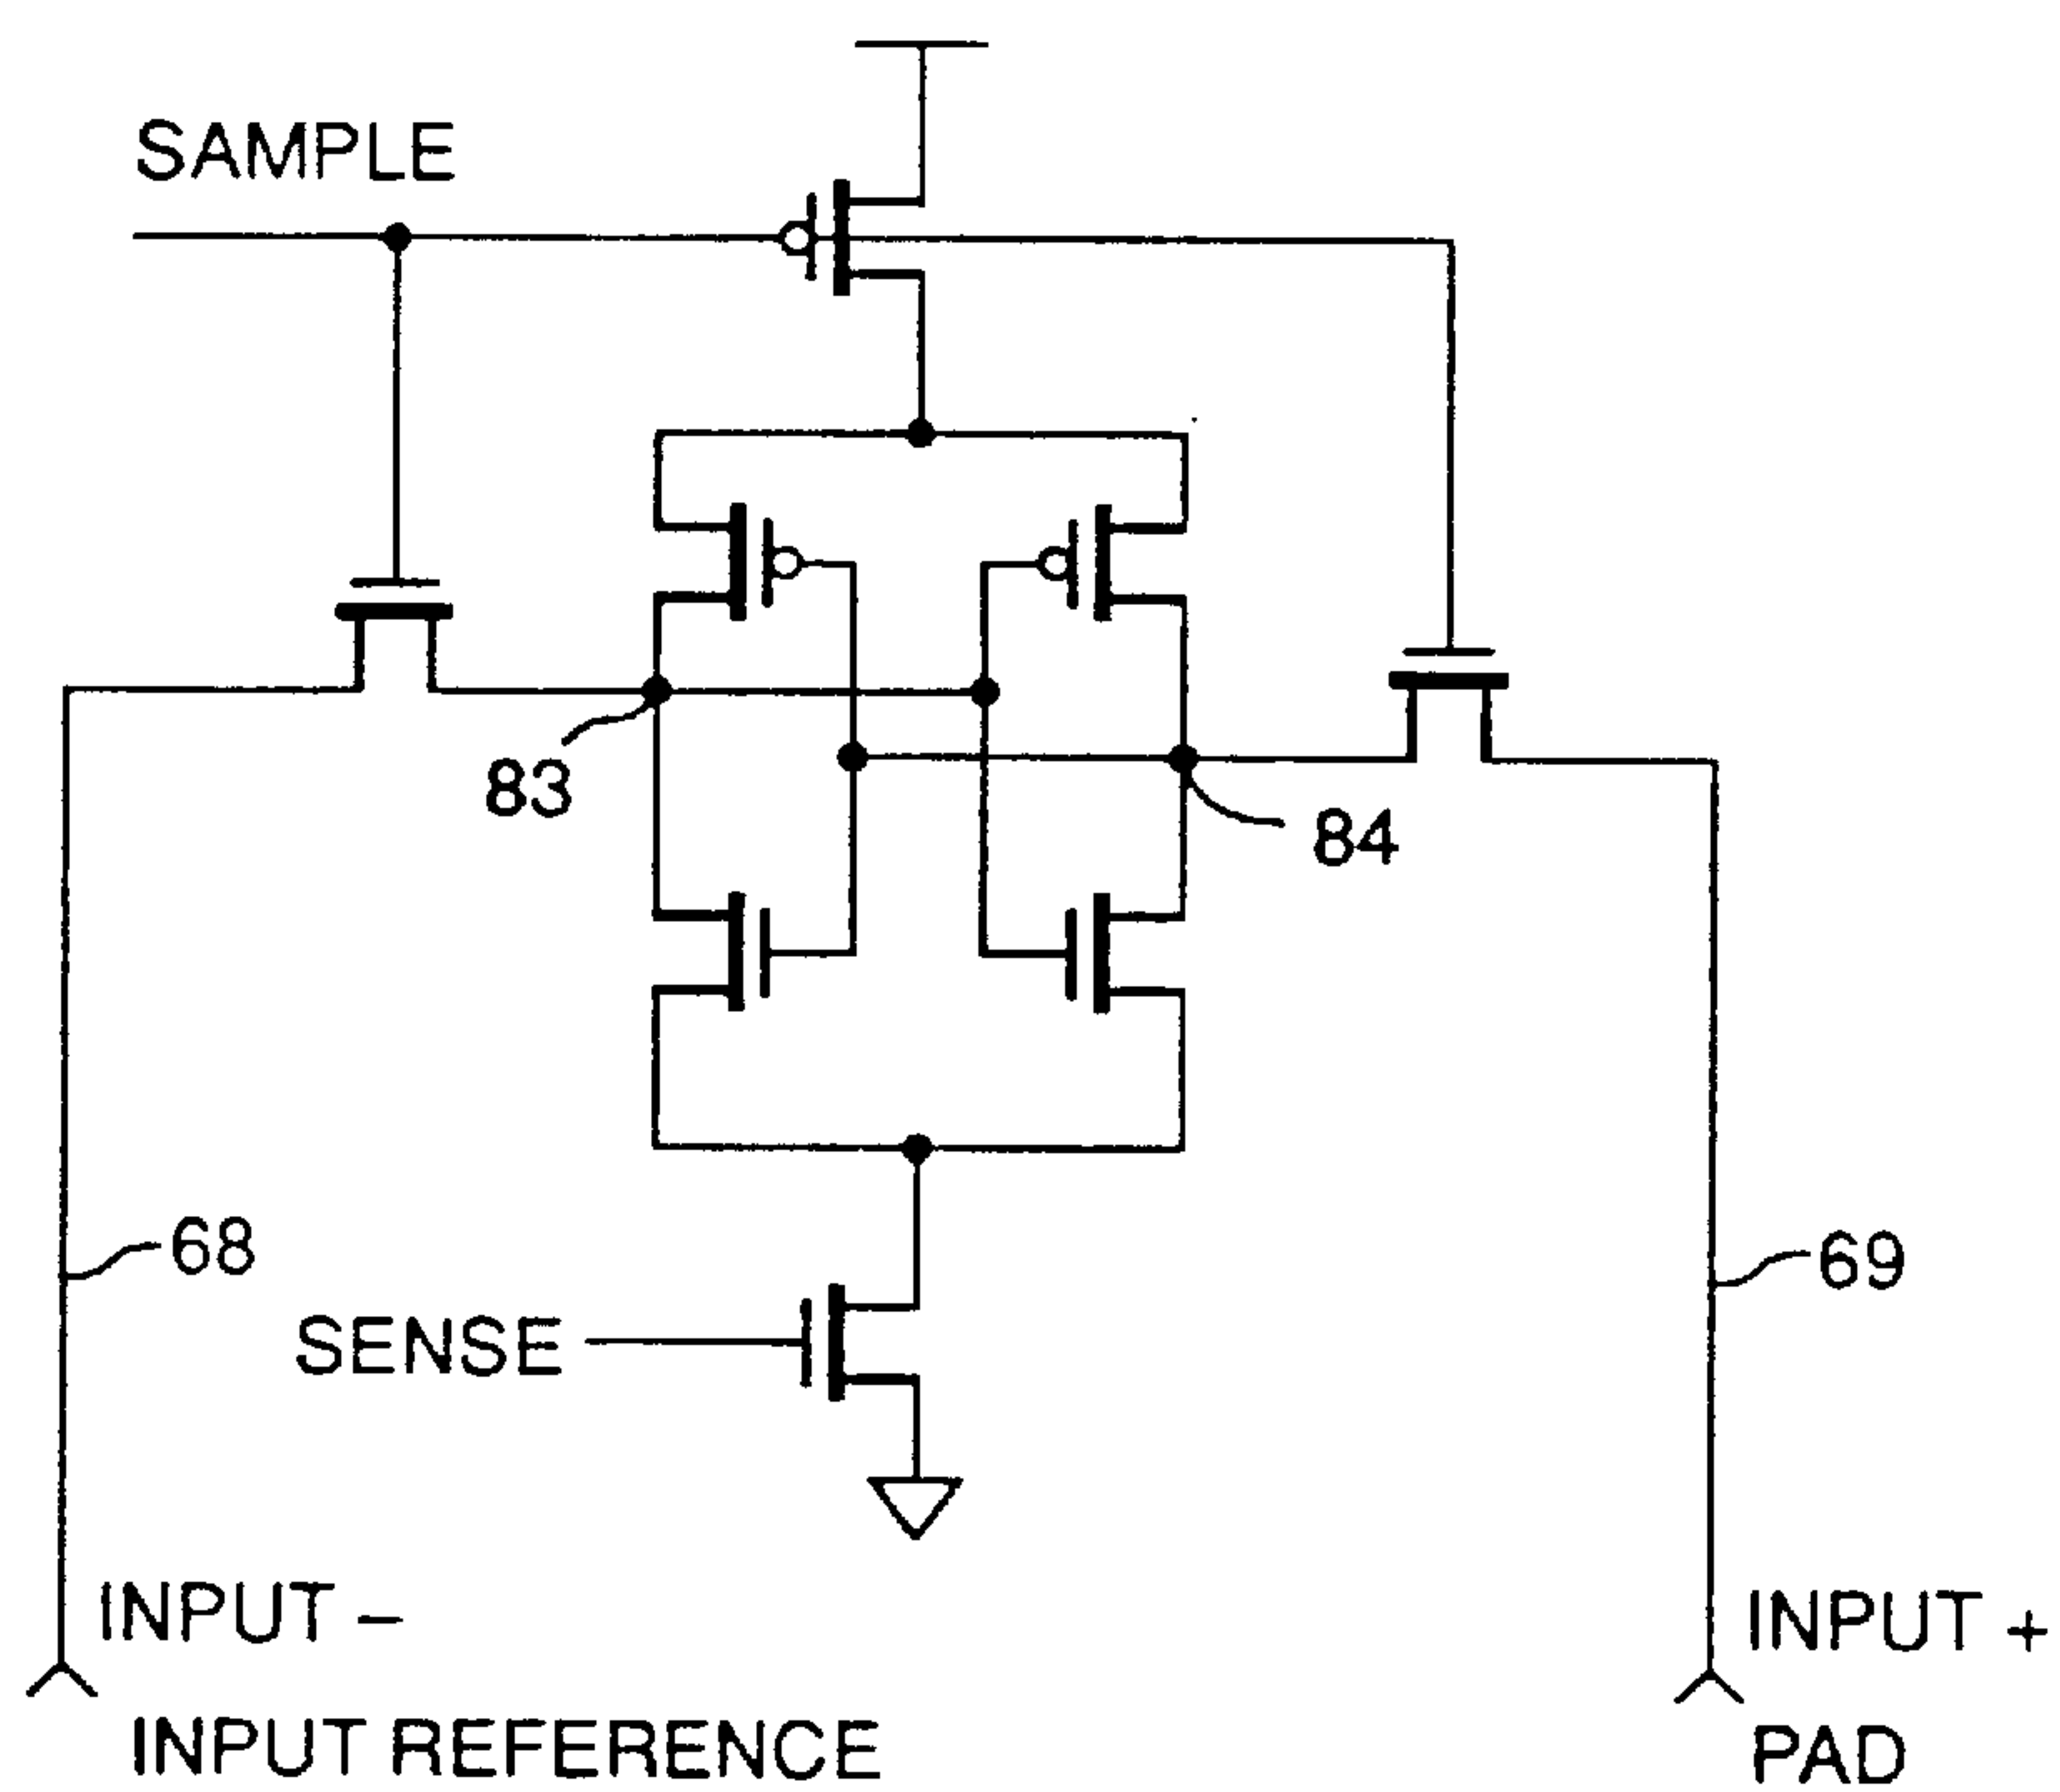 SAMPLE
83
84
68
69
SENSE
INPUT −
INPUT +
INPUT REFERENCE
PAD